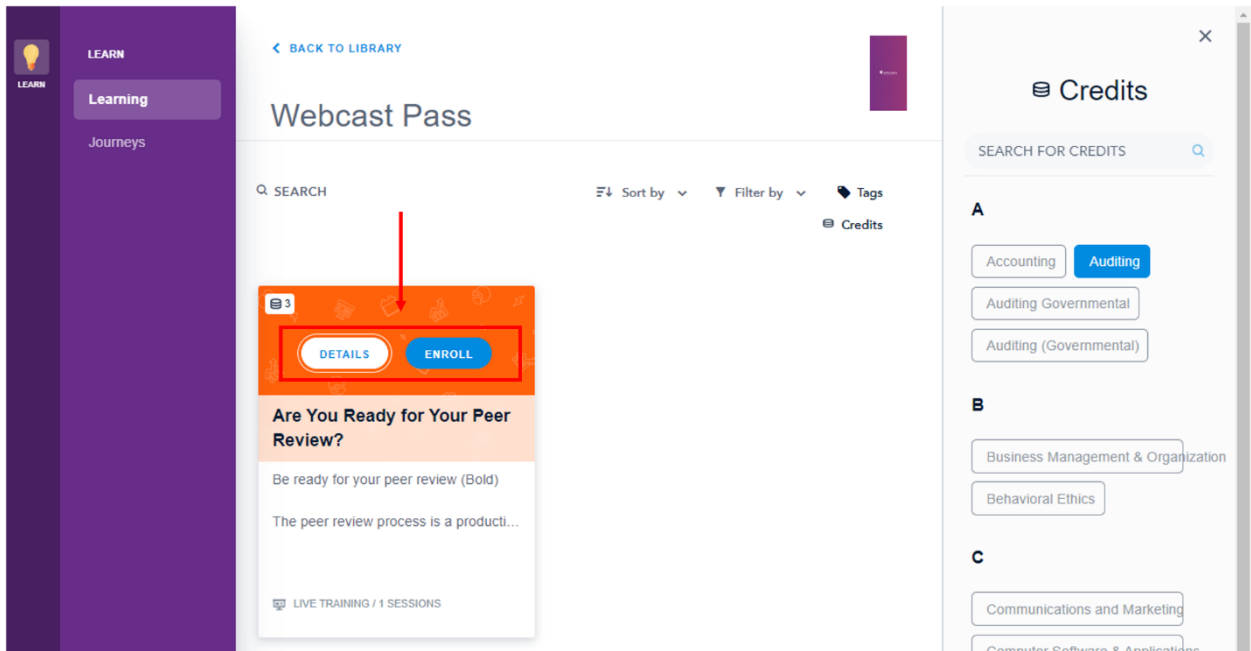 LEARN
LEARN
Learning
Journeys
BACK TO LIBRARY
Webcast Pass
SEARCH
Sort by
Filter by
Tags
Credits
3
DETAILS
ENROLL
Are You Ready for Your Peer
Review?
Be ready for your peer review (Bold)
The peer review process is a producti...
LIVE TRAINING / 1 SESSIONS
Credits
SEARCH FOR CREDITS
A
Accounting
Auditing
Auditing Governmental
Auditing (Governmental)
B
Business Management & Organization
Behavioral Ethics
C
Communications and Marketing
Computer Software & Applications